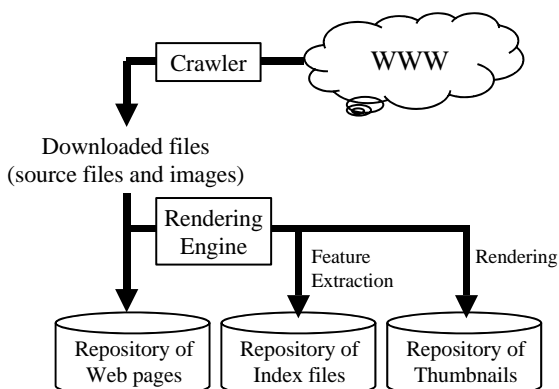 WWW
Crawler
Downloaded files
(source files and images)
Rendering
Engine
Feature
Extraction
Rendering
Repository of
Web pages
Repository of
Index files
Repository of
Thumbnails